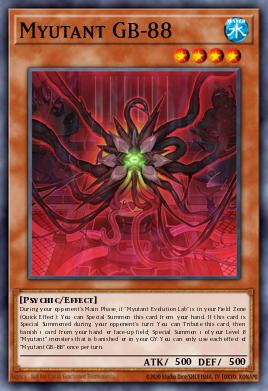 Myutant GB-88
WATER
水
[Psychic/Effect]
During your opponent's Main Phase, if "Myutant Evolution Lab" is in your Field Zone
(Quick Effect): You can Special Summon this card from your hand. If this card is
Special Summoned during your opponent's turn: You can Tribute this card, then
banish 1 card from your hand or face-up field; Special Summon 1 of your Level 8
"Myutant" monsters that is banished or in your GY. You can only use each effect of
"Myutant GB-88" once per turn.
ATK/ 500 DEF/ 500
©2020 Studio Dice/SHUEISHA, TV TOKYO, KONAMI